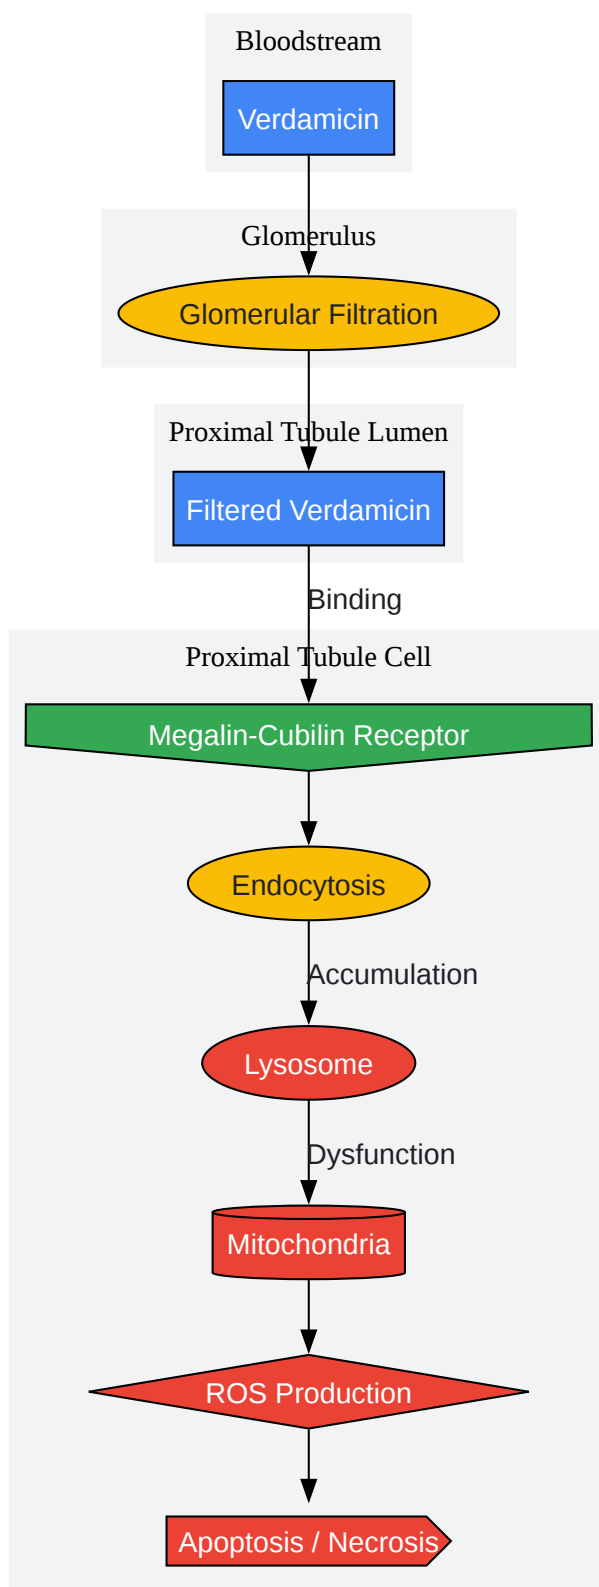 Bloodstream
Verdamicin
Glomerulus
Glomerular Filtration
Proximal Tubule Lumen
Filtered Verdamicin
Binding
Proximal Tubule Cell
Megalin-Cubilin Receptor
Endocytosis
Accumulation
Lysosome
Dysfunction
Mitochondria
ROS Production
Apoptosis / Necrosis